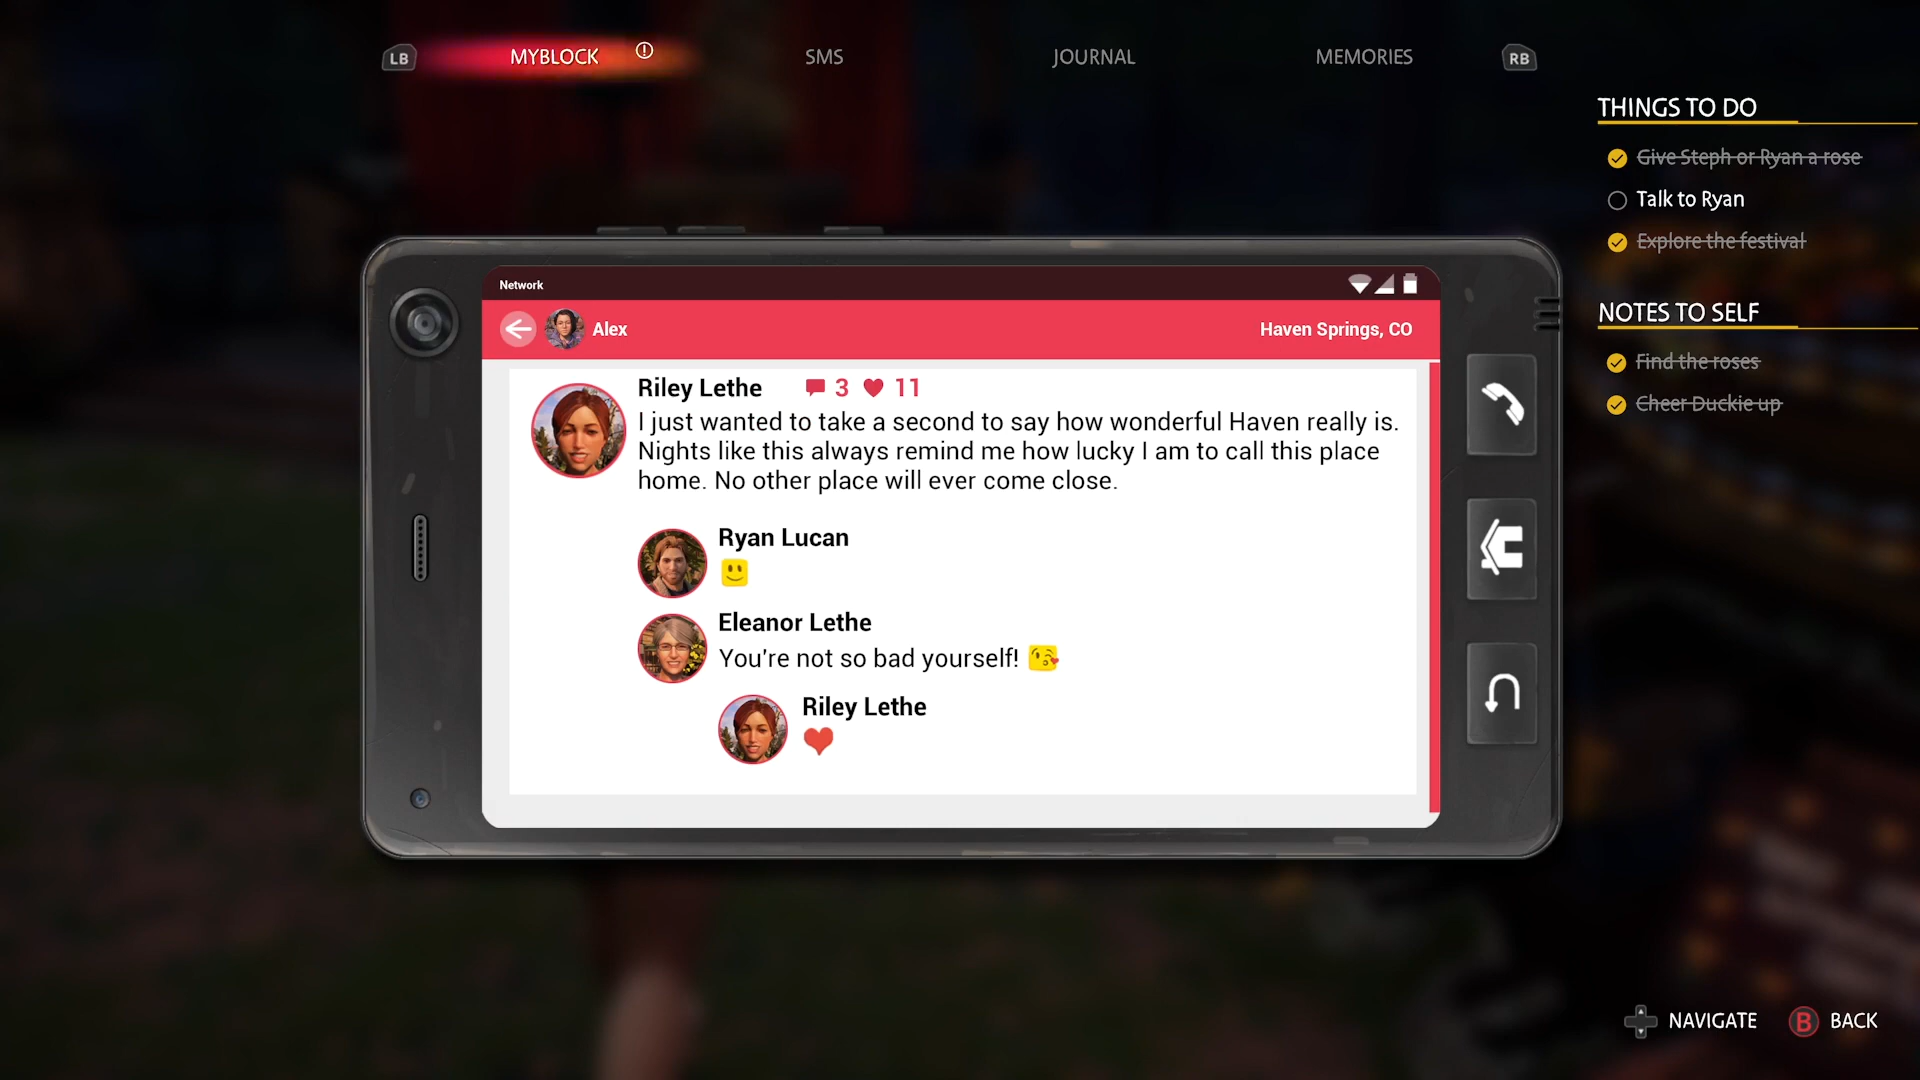 LB
MYBLOCK
SMS
JOURNAL
MEMORIES
RB
THINGS TO DO
Give Steph or Ryan a rose
Talk to Ryan
Explore the festival
NOTES TO SELF
Find the roses
Cheer Duckie up
Network
Alex
Haven Springs, CO
Riley Lethe 3 11
I just wanted to take a second to say how wonderful Haven really is.
Nights like this always remind me how lucky I am to call this place
home. No other place will ever come close.
Ryan Lucan
🙂
Eleanor Lethe
You're not so bad yourself! 😘
Riley Lethe
❤
NAVIGATE
B BACK